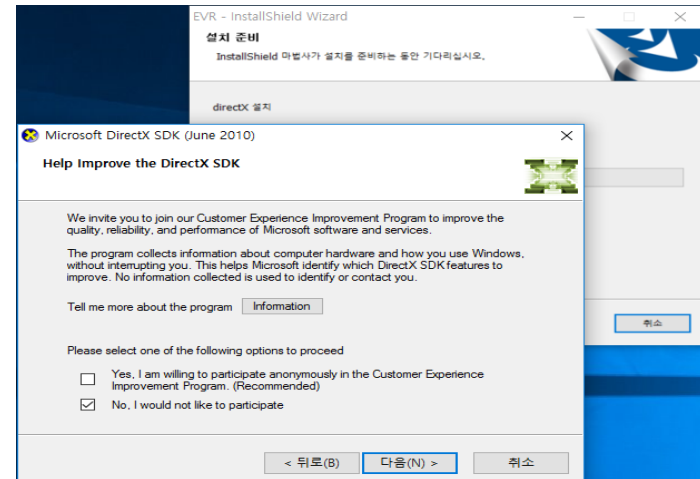 EVR - InstallShield Wizard
설치 준비
InstallShield 마법사가 설치를 준비하는 동안 기다리십시오.
directX 설치
취소
Microsoft DirectX SDK (June 2010)
Help Improve the DirectX SDK
We invite you to join our Customer Experience Improvement Program to improve the
quality, reliability, and performance of Microsoft software and services.
The program collects information about computer hardware and how you use Windows,
without interrupting you. This helps Microsoft identify which DirectX SDK features to
improve. No information collected is used to identify or contact you.
Tell me more about the program Information
Please select one of the following options to proceed
Yes, I am willing to participate anonymously in the Customer Experience
Improvement Program. (Recommended)
No, I would not like to participate
< 뒤로(B) 다음(N) > 취소